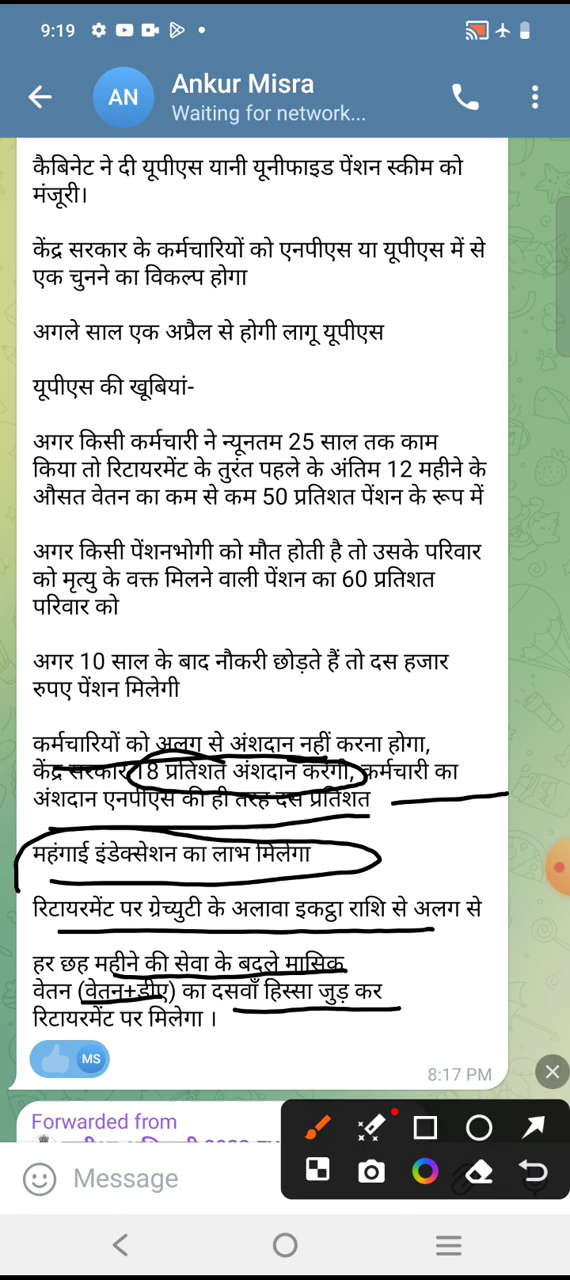 9:19
Ankur Misra
AN
Waiting for network...
कैबिनेट ने दी यूपीएस यानी यूनीफाइड पेंशन स्कीम को
मंजूरी।
केंद्र सरकार के कर्मचारियों को एनपीएस या यूपीएस में से
एक चुनने का विकल्प होगा
अगले साल एक अप्रैल से होगी लागू यूपीएस
यूपीएस की खूबियां-
अगर किसी कर्मचारी ने न्यूनतम 25 साल तक काम
किया तो रिटायरमेंट के तुरंत पहले के अंतिम 12 महीने के
औसत वेतन का कम से कम 50 प्रतिशत पेंशन के रूप में
अगर किसी पेंशनभोगी को मौत होती है तो उसके परिवार
को मृत्यु के वक्त मिलने वाली पेंशन का 60 प्रतिशत
परिवार को
अगर 10 साल के बाद नौकरी छोड़ते हैं तो दस हजार
रुपए पेंशन मिलेगी
कर्मचारियों को अलग से अंशदान नहीं करना होगा,
केंद्र सरकार 18 प्रतिशत अंशदान करेगी, कर्मचारी का
अंशदान एनपीएस की ही तरह दस प्रतिशत
महंगाई इंडेक्सेशन का लाभ मिलेगा
रिटायरमेंट पर ग्रेच्युटी के अलावा इकट्ठा राशि से अलग से
हर छह महीने की सेवा के बदले मासिक
वेतन (वेतन+डीए) का दसवाँ हिस्सा जुड़ कर
रिटायरमेंट पर मिलेगा ।
MS
8:17 PM
Forwarded from
Message